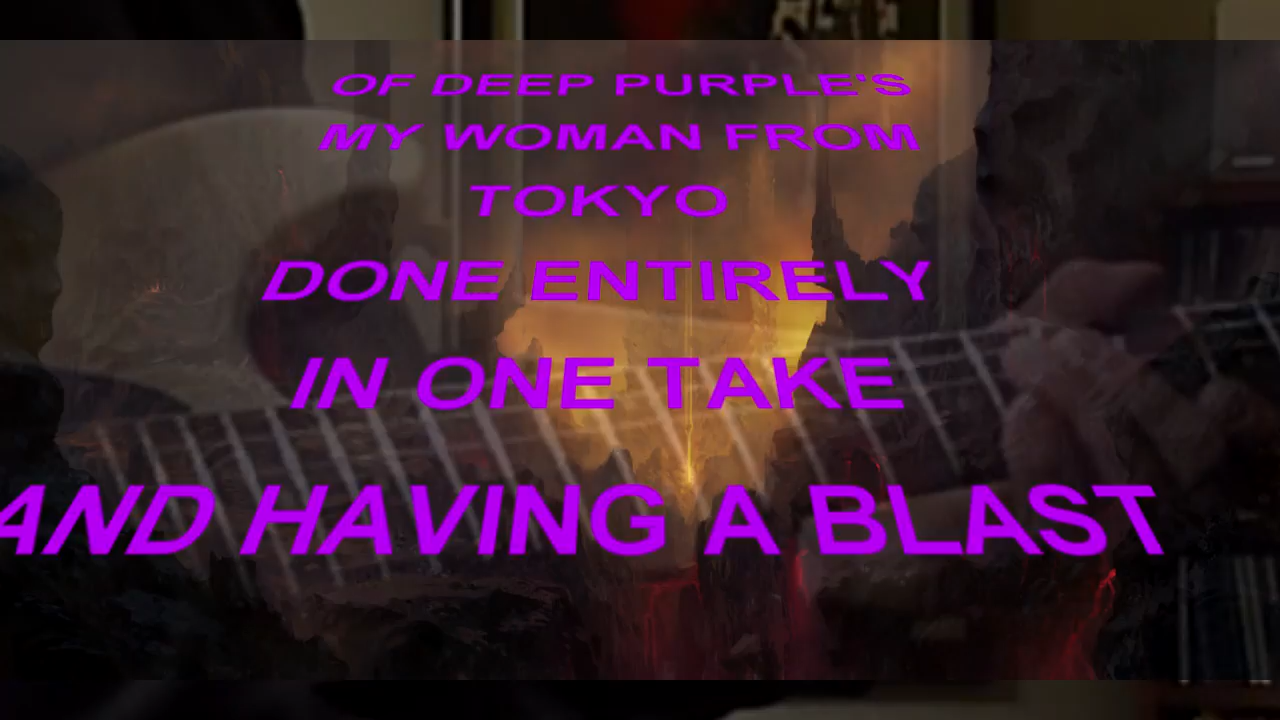 OF DEEP PURPLE'S
MY WOMAN FROM
TOKYO
DONE ENTIRELY
IN ONE TAKE
AND HAVING A BLAST